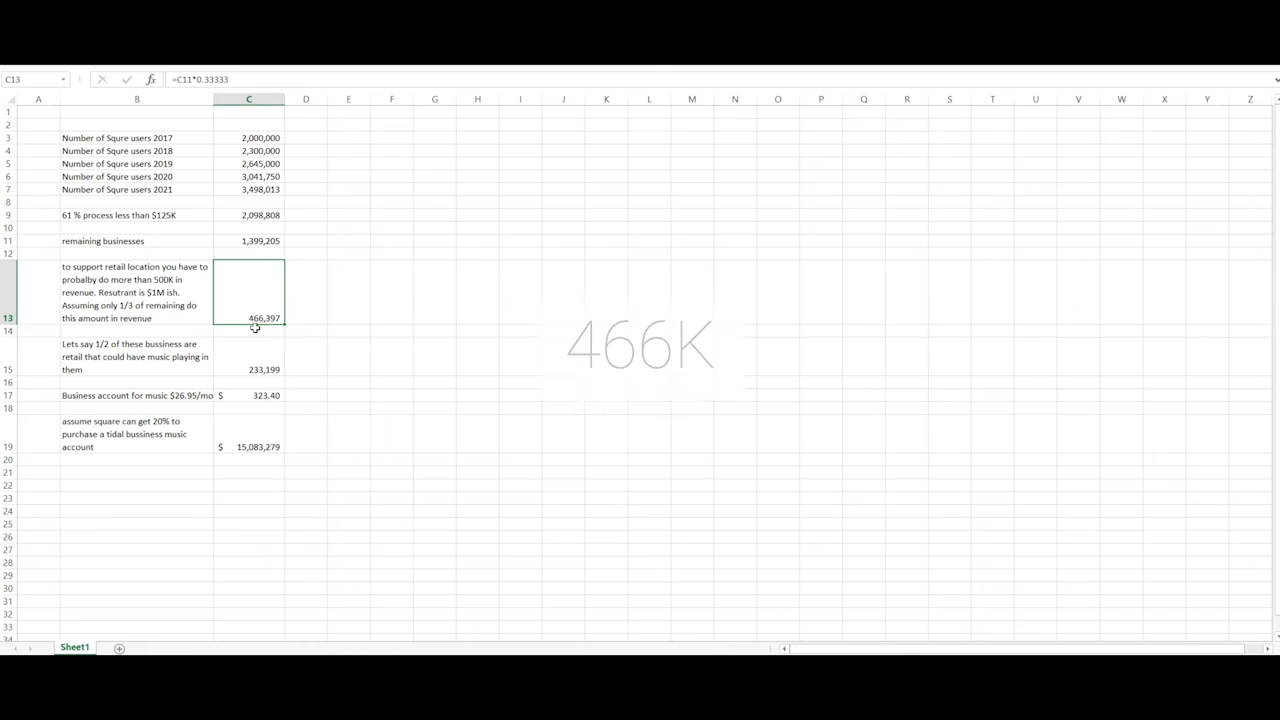 C13 fx =C11*0.33333
A B C D E F G H I J K L M N O P Q R S T U V W X Y Z
1
2
3 Number of Squre users 2017 2,000,000
4 Number of Squre users 2018 2,300,000
5 Number of Squre users 2019 2,645,000
6 Number of Squre users 2020 3,041,750
7 Number of Squre users 2021 3,498,013
8
9 61 % process less than $125K 2,098,808
10
11 remaining businesses 1,399,205
12
to support retail location you have to
probalby do more than 500K in
revenue. Resutrant is $1M ish.
Assuming only 1/3 of remaining do
13 this amount in revenue 466,397
466K
14
Lets say 1/2 of these bussiness are
retail that could have music playing in
15 them 233,199
16
17 Business account for music $26.95/mo $ 323.40
18
assume square can get 20% to
purchase a tidal bussiness music
19 account $ 15,083,279
20
21
22
23
24
25
26
27
28
29
30
31
32
33
34
Sheet1